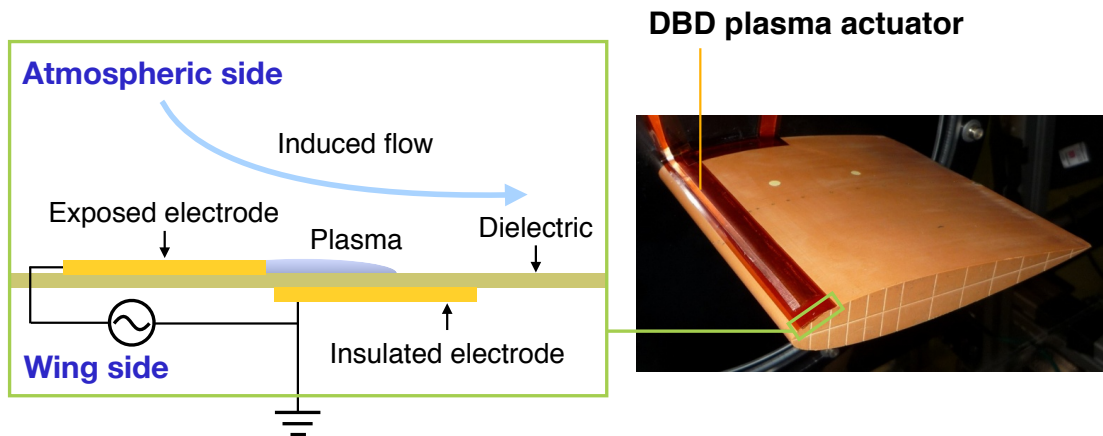 DBD plasma actuator
Atmospheric side
Induced flow
Exposed electrode
Plasma
Dielectric
Insulated electrode
Wing side